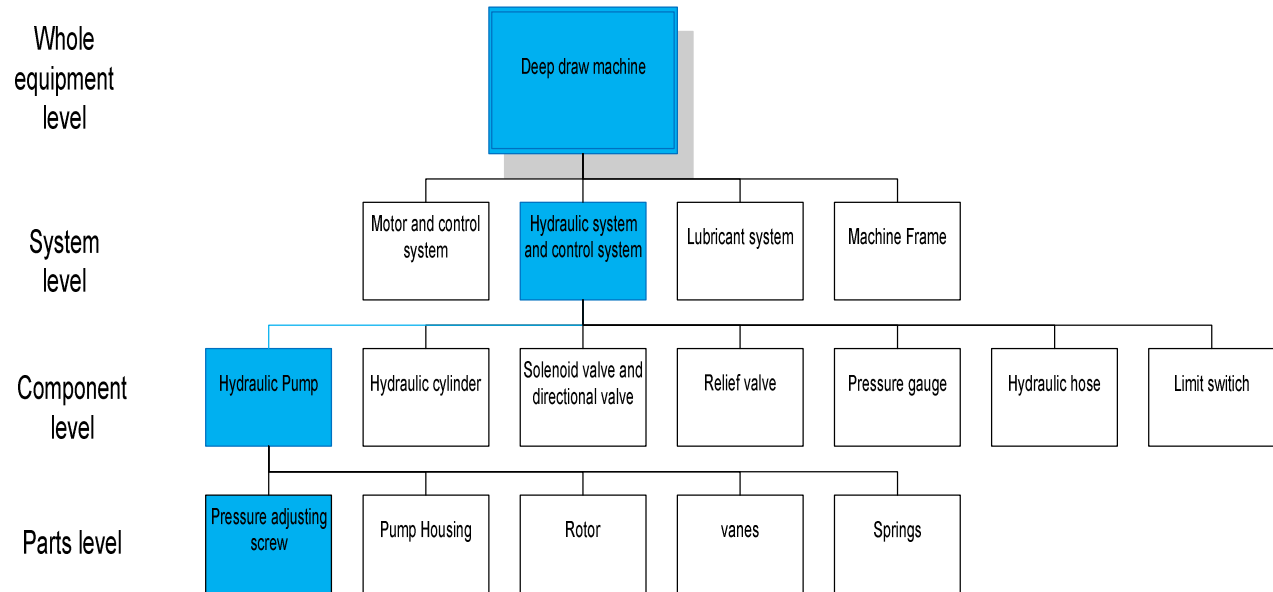 Whole
equipment
level
Deep draw machine
System
level
Motor and control
system
Hydraulic system
and control system
Lubricant system
Machine Frame
Component
level
Hydraulic Pump
Hydraulic cylinder
Solenoid valve and
directional valve
Relief valve
Pressure gauge
Hydraulic hose
Limit switich
Parts level
Pressure adjusting
screw
Pump Housing
Rotor
vanes
Springs